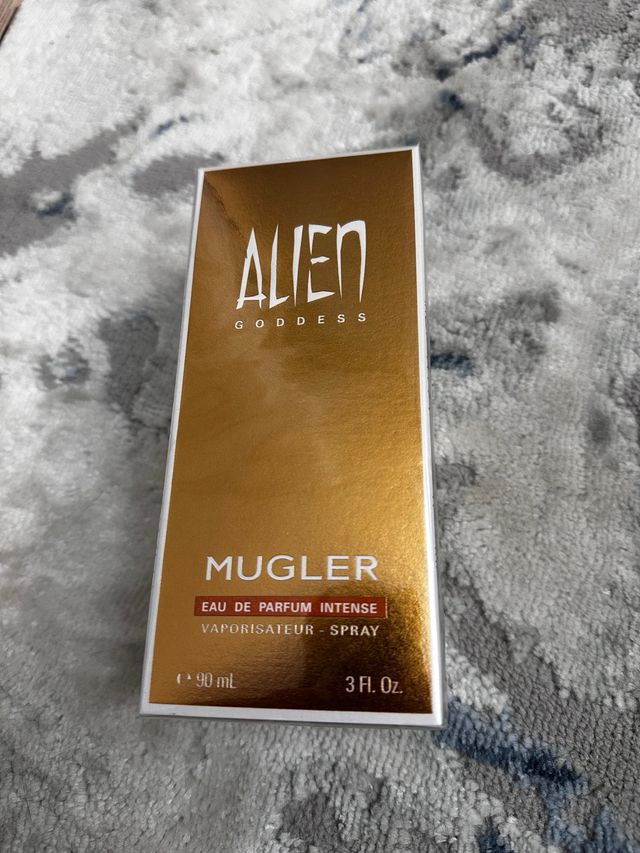 ALIEN
GODDESS
MUGLER
EAU DE PARFUM INTENSE
VAPORISATEUR - SPRAY
90 mL 3 Fl. Oz.